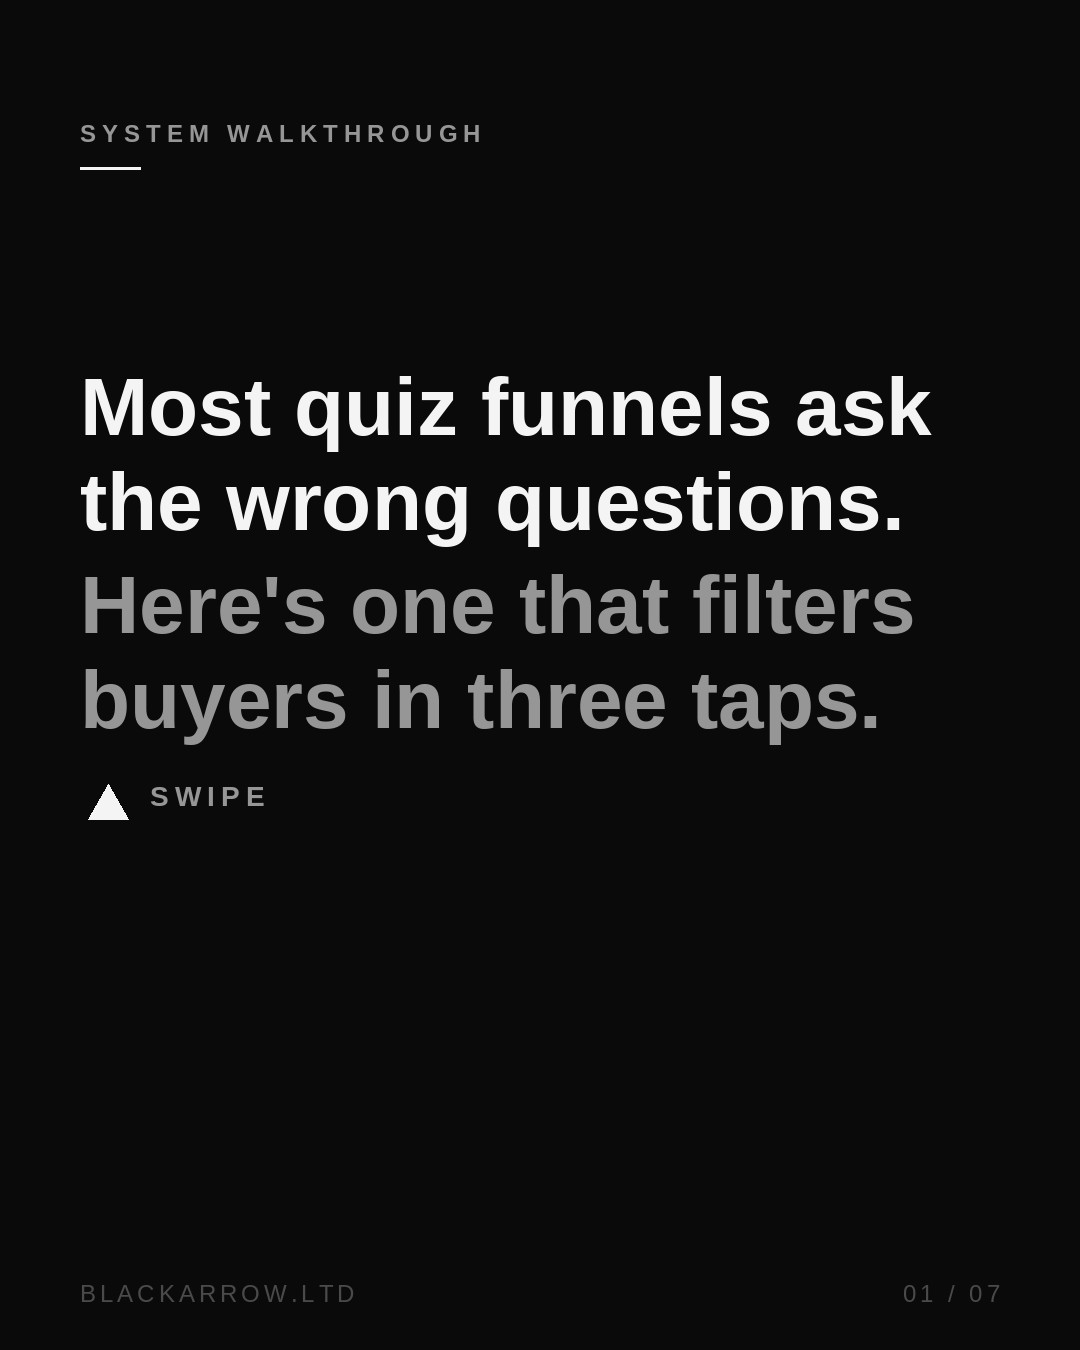 SYSTEM WALKTHROUGH
Most quiz funnels ask
the wrong questions.
Here's one that filters
buyers in three taps.
SWIPE
BLACKARROW.LTD
01 / 07